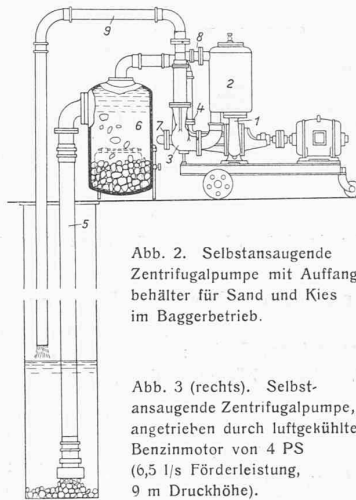 9
8
2
6
7
4
1
3
5
Abb. 2. Selbstansaugende
Zentrifugalpumpe mit Auffang
behälter für Sand und Kies
im Baggerbetrieb.
Abb. 3 (rechts). Selbst-
ansaugende Zentrifugalpumpe,
angetrieben durch luftgekühlte
Benzinmotor von 4 PS
(6,5 l/s Förderleistung,
9 m Druckhöhe).